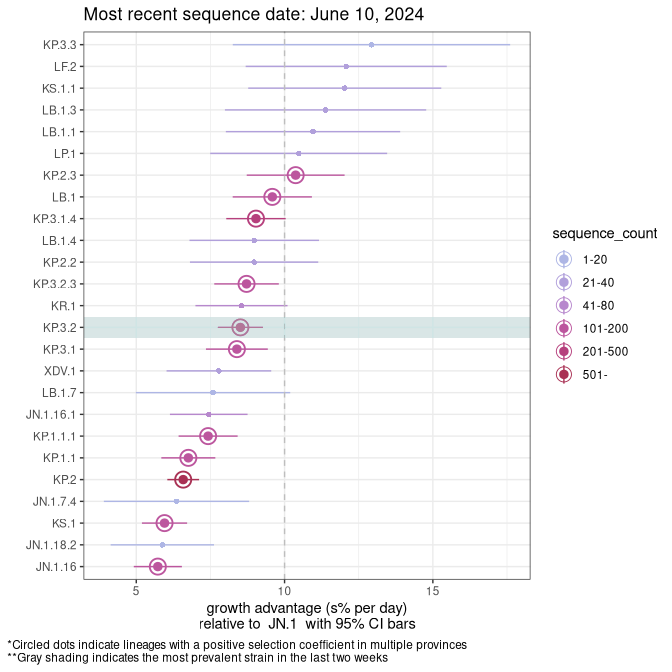 Most recent sequence date: June 10, 2024
KP.3.3
LF.2
KS.1.1
LB.1.3
LB.1.1
LP.1
KP.2.3
LB.1
KP.3.1.4
LB.1.4
KP.2.2
KP.3.2.3
KR.1
KP.3.2
KP.3.1
XDV.1
LB.1.7
JN.1.16.1
KP.1.1.1
KP.1.1
KP.2
JN.1.7.4
KS.1
JN.1.18.2
JN.1.16
5 10 15
growth advantage (s% per day)
relative to JN.1 with 95% CI bars
sequence_count
1-20
21-40
41-80
101-200
201-500
501-
*Circled dots indicate lineages with a positive selection coefficient in multiple provinces
**Gray shading indicates the most prevalent strain in the last two weeks